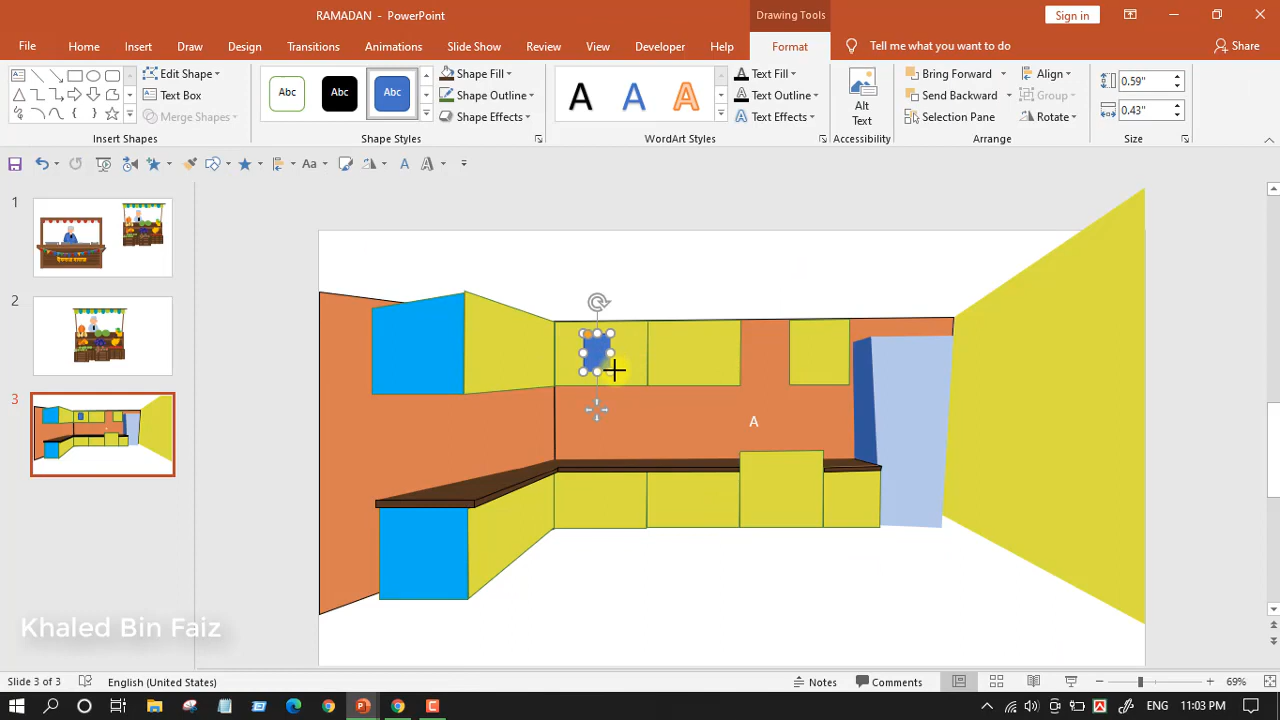 RAMADAN - PowerPoint
Drawing Tools
Sign in
File
Home
Insert
Draw
Design
Transitions
Animations
Slide Show
Review
View
Developer
Help
Format
Tell me what you want to do
Share
Edit Shape
Text Box
Merge Shapes
Insert Shapes
Abc
Abc
Abc
Shape Fill
Shape Outline
Shape Effects
Shape Styles
A
A
A
Text Fill
Text Outline
Text Effects
WordArt Styles
Alt
Text
Accessibility
Bring Forward
Send Backward
Selection Pane
Align
Group
Rotate
Arrange
0.59"
0.43"
Size
1
2
3
A
Khaled Bin Faiz
Slide 3 of 3
English (United States)
Notes
Comments
69%
11:03 PM